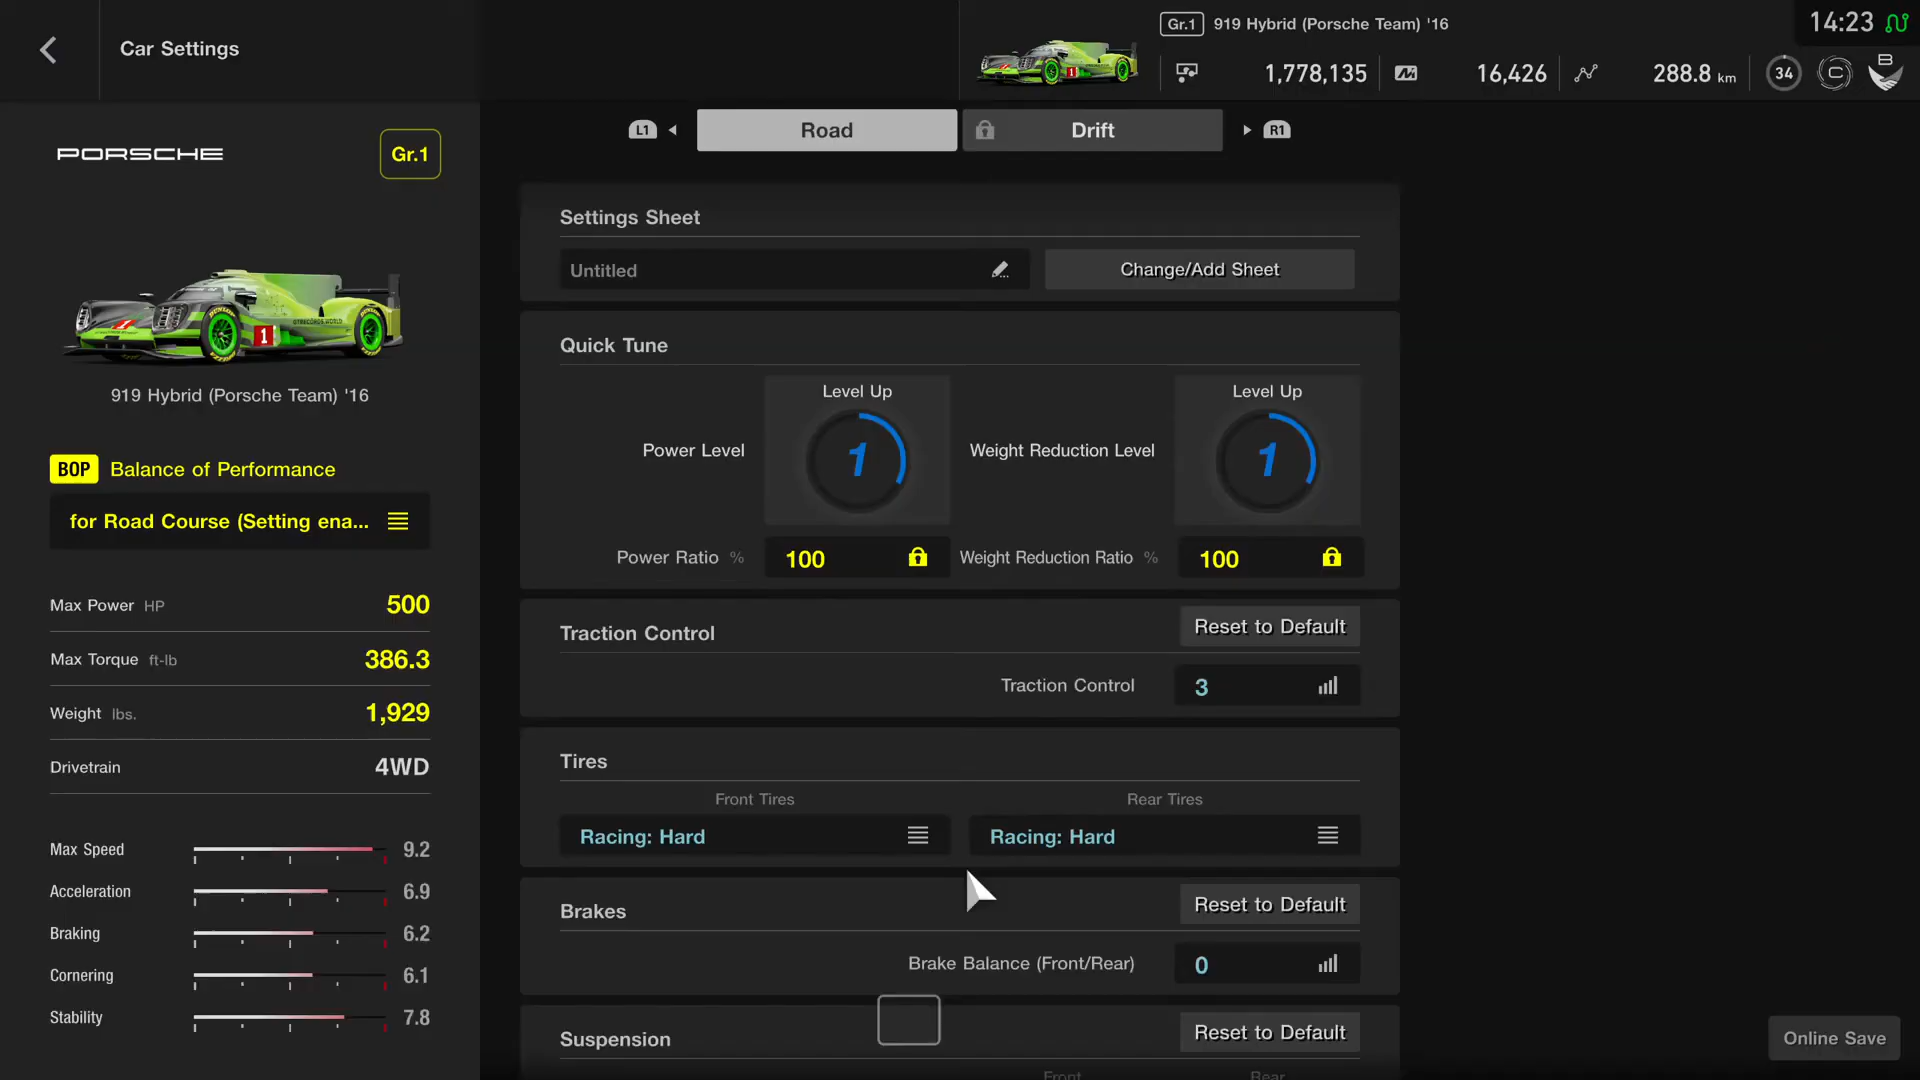 Car Settings
Gr.1 919 Hybrid (Porsche Team) '16
14:23
1,778,135 16,426 288.8 km 34 C B
L1 Road Drift R1
PORSCHE Gr.1
Settings Sheet
Untitled Change/Add Sheet
Quick Tune
Level Up Level Up
Power Level 1 Weight Reduction Level 1
Power Ratio % 100 Weight Reduction Ratio % 100
919 Hybrid (Porsche Team) '16
BOP Balance of Performance
for Road Course (Setting ena...
Max Power HP 500
Max Torque ft-lb 386.3
Weight lbs. 1,929
Drivetrain 4WD
Max Speed 9.2
Acceleration 6.9
Braking 6.2
Cornering 6.1
Stability 7.8
Traction Control Reset to Default
Traction Control 3
Tires
Front Tires Rear Tires
Racing: Hard Racing: Hard
Brakes Reset to Default
Brake Balance (Front/Rear) 0
Suspension Reset to Default
Front Rear
Online Save